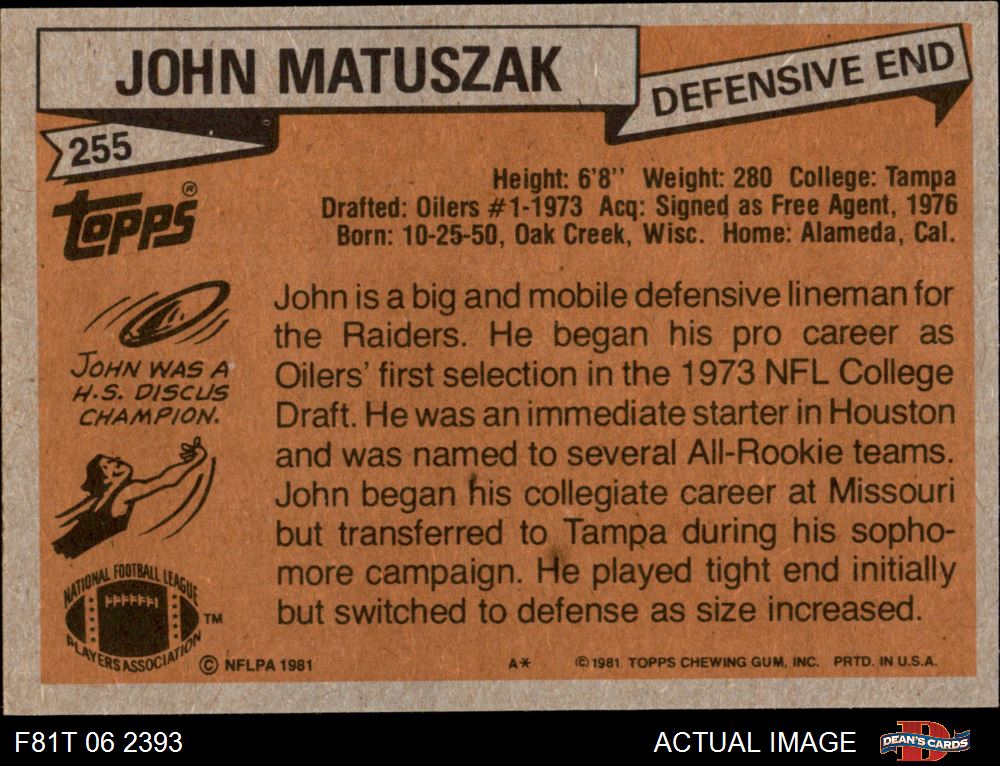 JOHN MATUSZAK
DEFENSIVE END
255
Topps®
Height: 6'8'' Weight: 280 College: Tampa
Drafted: Oilers #1-1973 Acq: Signed as Free Agent, 1976
Born: 10-25-50, Oak Creek, Wisc. Home: Alameda, Cal.
JOHN WAS A
H.S. DISCUS
CHAMPION.
John is a big and mobile defensive lineman for
the Raiders. He began his pro career as
Oilers' first selection in the 1973 NFL College
Draft. He was an immediate starter in Houston
and was named to several All-Rookie teams.
John began his collegiate career at Missouri
but transferred to Tampa during his sopho-
more campaign. He played tight end initially
but switched to defense as size increased.
NATIONAL FOOTBALL LEAGUE
PLAYERS ASSOCIATION
TM
© NFLPA 1981
A*
© 1981 TOPPS CHEWING GUM, INC. PRTD. IN U.S.A.
F81T 06 2393
ACTUAL IMAGE
D
DEAN'S CARDS